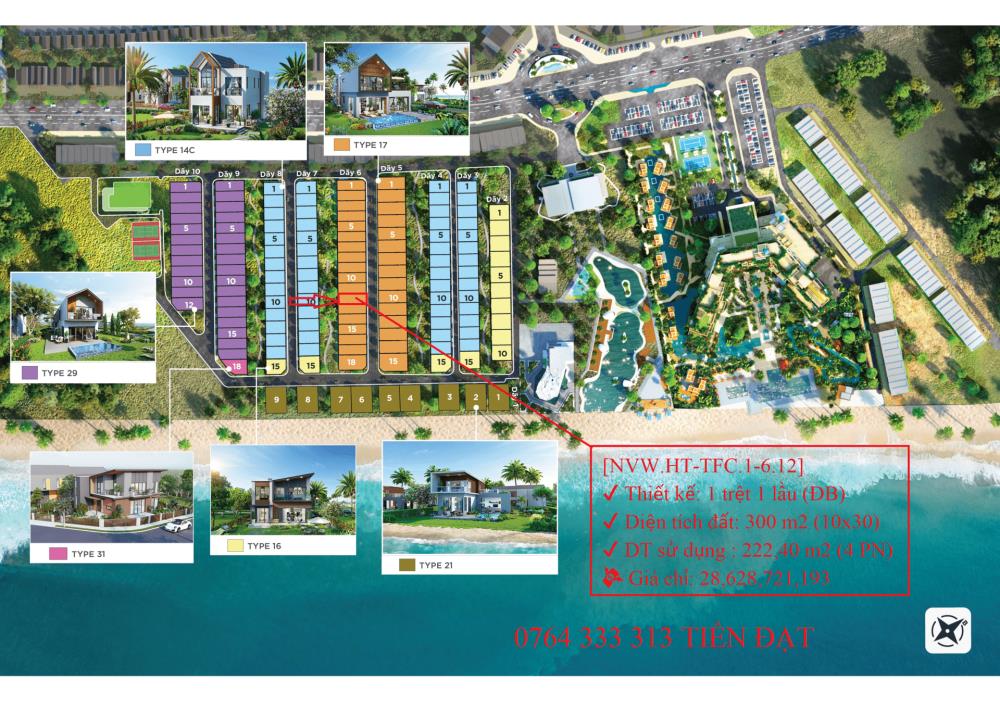 TYPE 14C
TYPE 17
Dãy 10
Dãy 9
Dãy 8
Dãy 7
Dãy 6
Dãy 5
Dãy 4
Dãy 3
Dãy 2
1
1
1
1
1
1
1
1
1
5
5
5
5
5
5
5
5
5
10
10
10
10
10
10
10
10
10
12
15
15
15
15
15
15
15
18
18
18
TYPE 29
9
8
7
6
5
4
3
2
1
Dãy 1
TYPE 31
TYPE 16
TYPE 21
[NVW.HT-TFC.1-6.12]
✓ Thiết kế: 1 trệt 1 lầu (ĐB)
✓ Diện tích đất: 300 m2 (10x30)
✓ DT sử dụng : 222,40 m2 (4 PN)
Giá chỉ: 28,628,721,193
0764 333 313 TIẾN ĐẠT